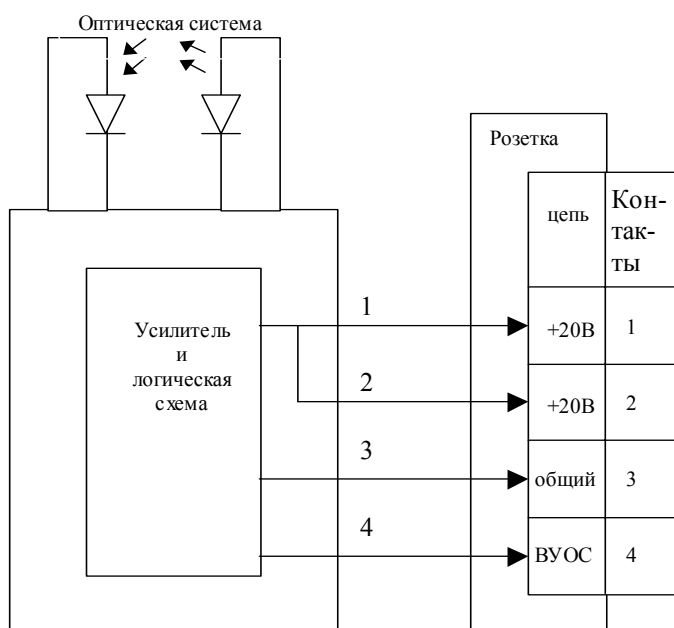 Оптическая система
Розетка
цепь
Кон-
так-
ты
Усилитель
и
логическая
схема
1
+20В
1
2
+20В
2
3
общий
3
4
ВУОС
4